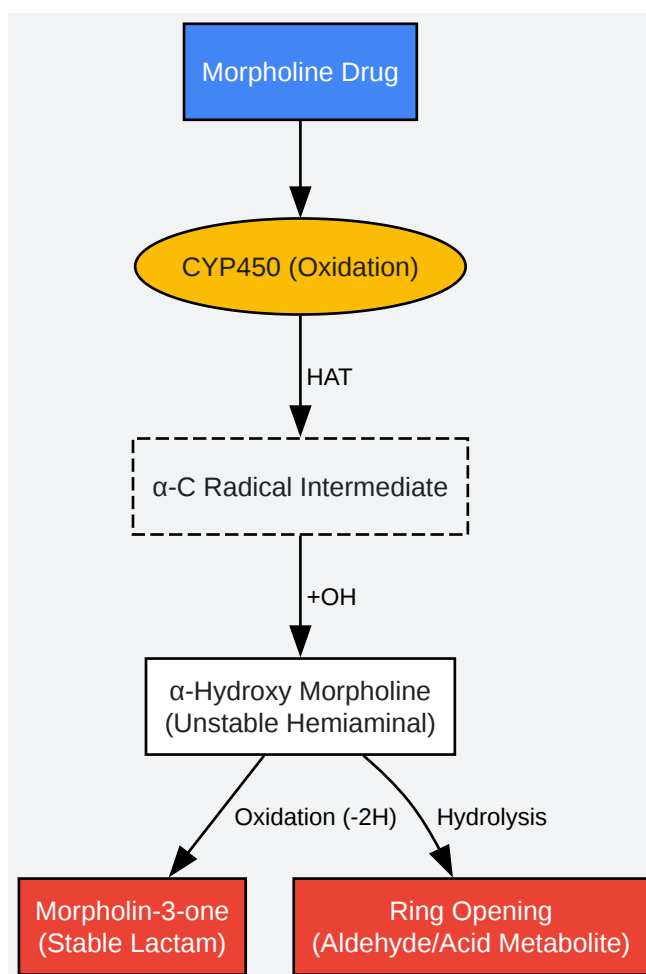 Morpholine Drug
CYP450 (Oxidation)
HAT
α-C Radical Intermediate
+OH
α-Hydroxy Morpholine
(Unstable Hemiaminal)
Oxidation (-2H)
Hydrolysis
Morpholin-3-one
(Stable Lactam)
Ring Opening
(Aldehyde/Acid Metabolite)